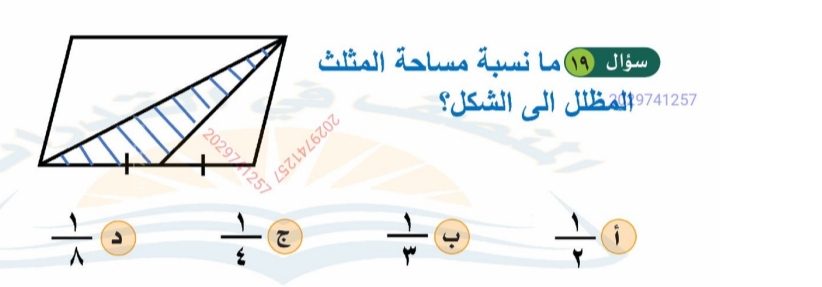 سؤال ١٩ ما نسبة مساحة المثلث
المظلل الى الشكل؟
2029741257
2029741257
2029741257
أ ١/٢ ب ١/٣ ج ١/٤ د ١/٨